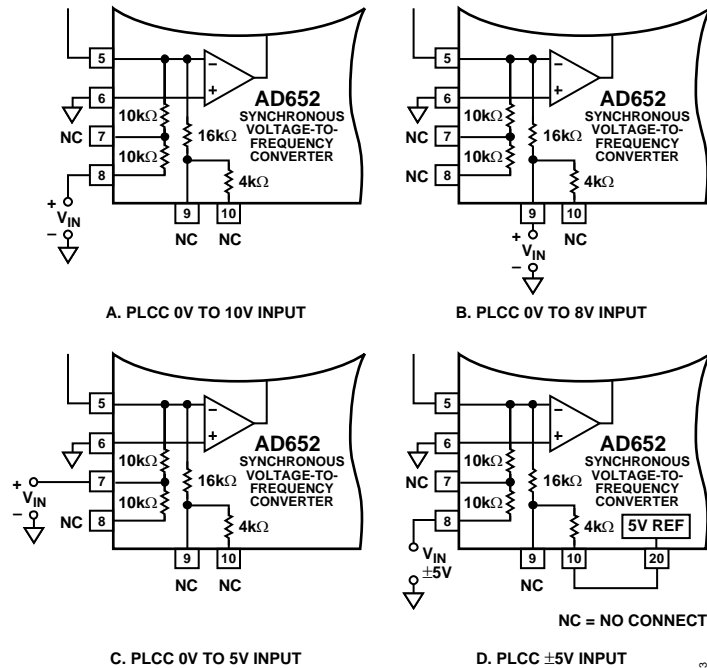 5
6
10kΩ
NC
7
10kΩ
8
16kΩ
4kΩ
AD652
SYNCHRONOUS
VOLTAGE-TO-
FREQUENCY
CONVERTER
+
VIN
–
9
10
NC
NC
–
+
A. PLCC 0V TO 10V INPUT
5
6
10kΩ
NC
7
10kΩ
NC
8
16kΩ
4kΩ
AD652
SYNCHRONOUS
VOLTAGE-TO-
FREQUENCY
CONVERTER
9
10
+
VIN
–
NC
–
+
B. PLCC 0V TO 8V INPUT
5
6
10kΩ
+
VIN
–
7
10kΩ
NC
8
16kΩ
4kΩ
AD652
SYNCHRONOUS
VOLTAGE-TO-
FREQUENCY
CONVERTER
9
10
NC
NC
–
+
C. PLCC 0V TO 5V INPUT
5
6
10kΩ
NC
7
10kΩ
8
16kΩ
4kΩ
AD652
SYNCHRONOUS
VOLTAGE-TO-
FREQUENCY
CONVERTER
5V REF
VIN
±5V
9
10
20
NC
–
+
NC = NO CONNECT
D. PLCC ±5V INPUT